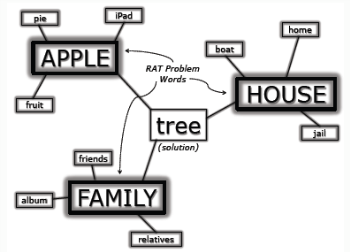 pie
iPad
home
APPLE
RAT Problem
Words
boat
HOUSE
fruit
tree
(solution)
jail
friends
album
FAMILY
relatives